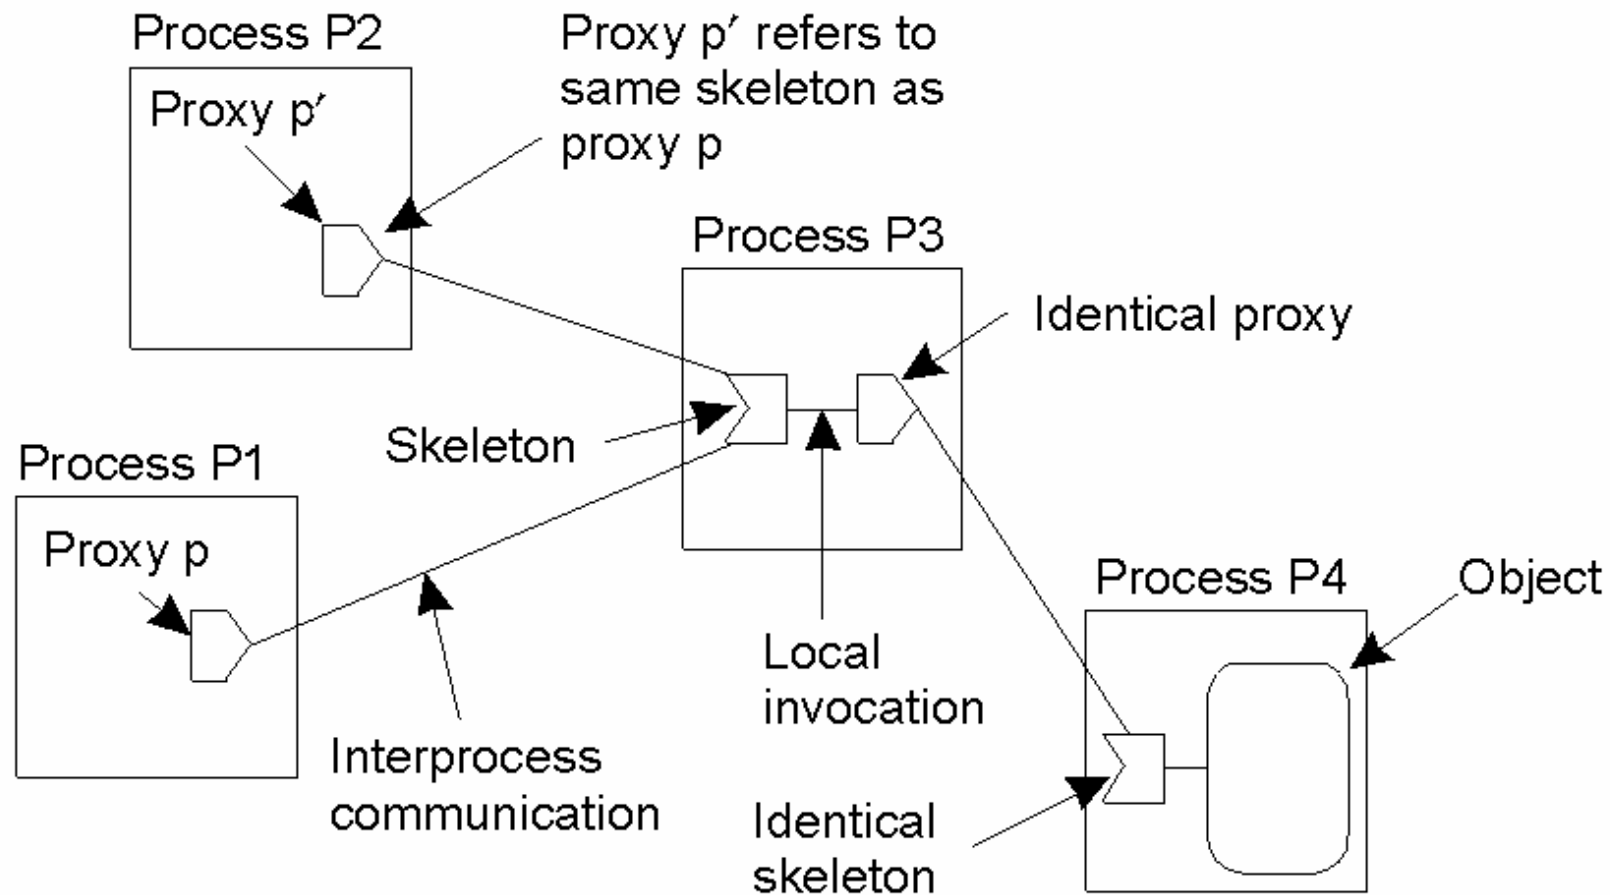 Process P2
Proxy p′
Proxy p′ refers to
same skeleton as
proxy p
Process P3
Identical proxy
Skeleton
Process P1
Proxy p
Interprocess
communication
Local
invocation
Process P4
Object
Identical
skeleton